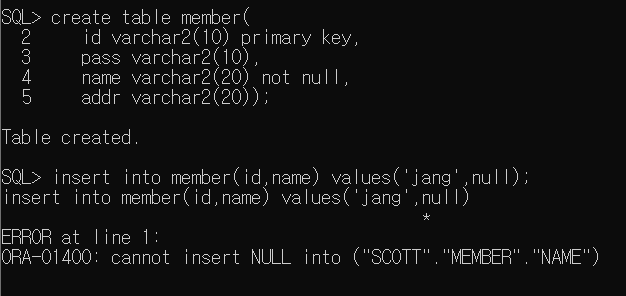 SQL> create table member(
  2     id varchar2(10) primary key,
  3     pass varchar2(10),
  4     name varchar2(20) not null,
  5     addr varchar2(20));

Table created.

SQL> insert into member(id,name) values('jang',null);
insert into member(id,name) values('jang',null)
                                          *
ERROR at line 1:
ORA-01400: cannot insert NULL into ("SCOTT"."MEMBER"."NAME")